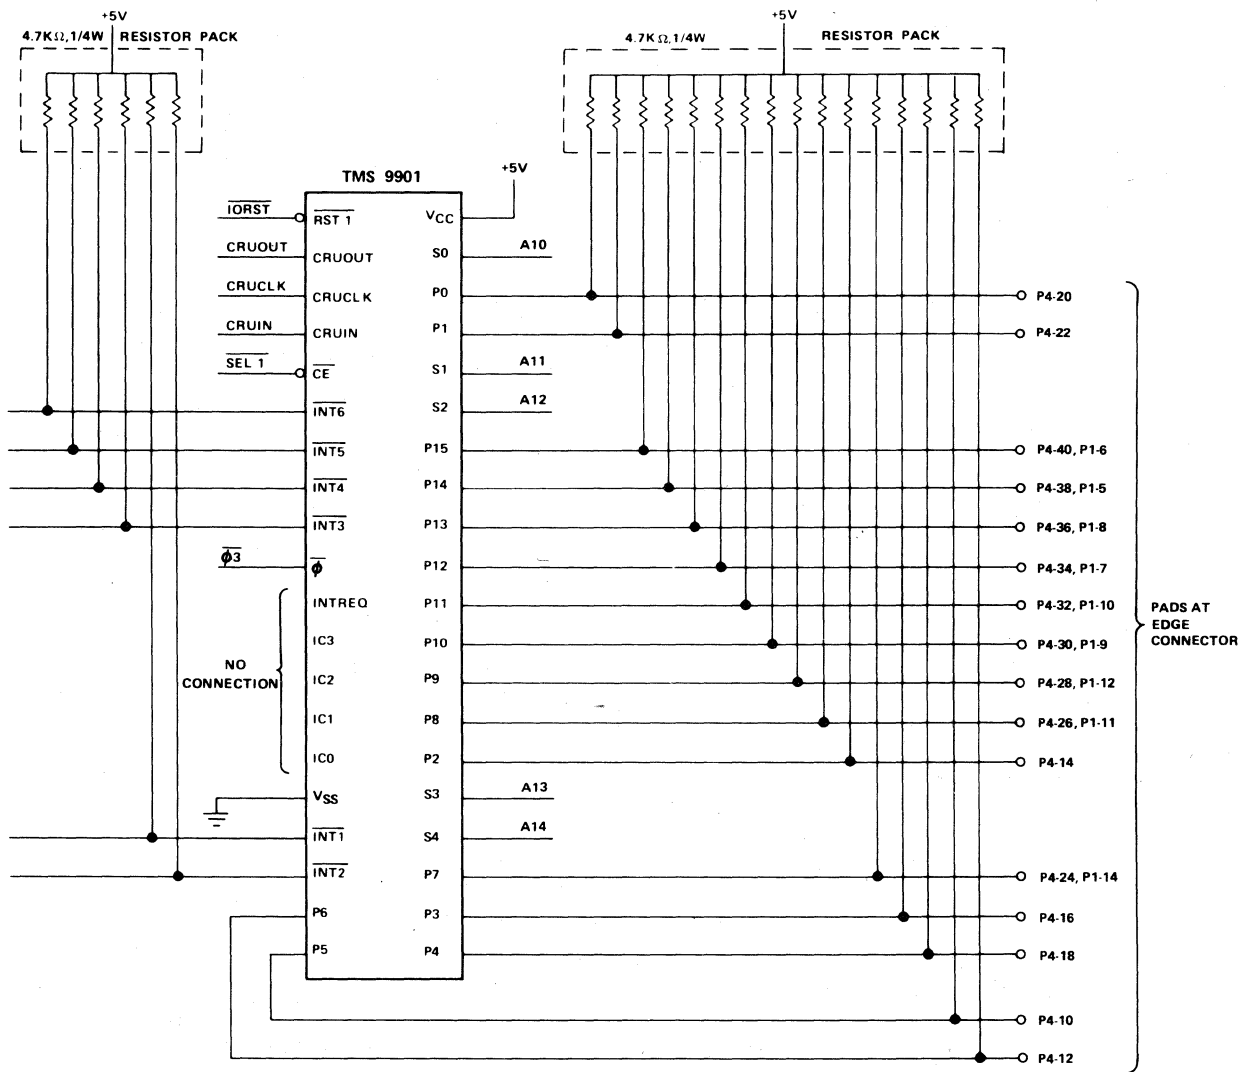 +5V
4.7KΩ,1/4W RESISTOR PACK
+5V
4.7KΩ,1/4W RESISTOR PACK
TMS 9901
+5V
IORST
RST 1
VCC
CRUOUT
CRUOUT
S0
A10
CRUCLK
CRUCLK
P0
P4-20
CRUIN
CRUIN
P1
P4-22
SEL 1
CE
S1
A11
INT6
S2
A12
INT5
P15
P4-40, P1-6
INT4
P14
P4-38, P1-5
INT3
P13
P4-36, P1-8
φ3
φ
P12
P4-34, P1-7
INTREQ
P11
P4-32, P1-10
IC3
P10
P4-30, P1-9
NO
CONNECTION
IC2
P9
P4-28, P1-12
IC1
P8
P4-26, P1-11
IC0
P2
P4-14
VSS
S3
A13
INT1
S4
A14
INT2
P7
P4-24, P1-14
P6
P3
P4-16
P5
P4
P4-18
P4-10
P4-12
PADS AT
EDGE
CONNECTOR